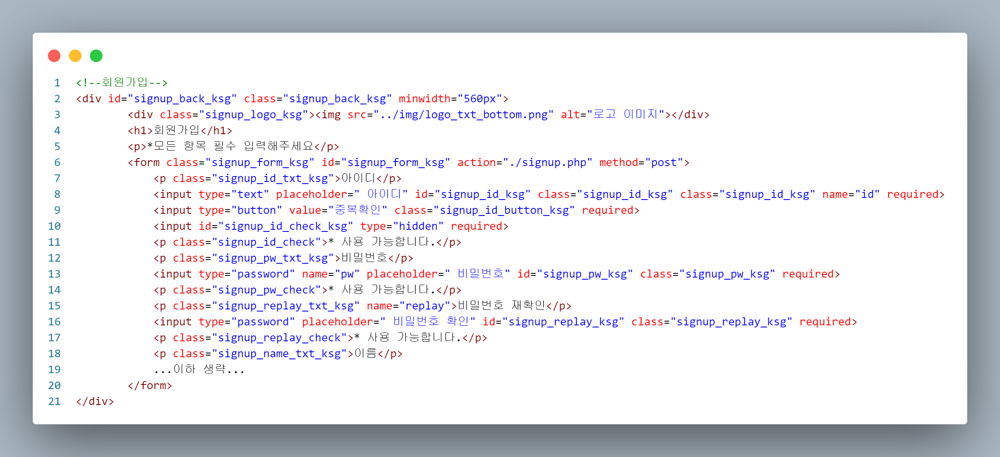 1 <!--회원가입-->
2 <div id="signup_back_ksg" class="signup_back_ksg" minwidth="560px">
3         <div class="signup_logo_ksg"><img src="../img/logo_txt_bottom.png" alt="로고 이미지"></div>
4         <h1>회원가입</h1>
5         <p>*모든 항목 필수 입력해주세요</p>
6         <form class="signup_form_ksg" id="signup_form_ksg" action="./signup.php" method="post">
7             <p class="signup_id_txt_ksg">아이디</p>
8             <input type="text" placeholder=" 아이디" id="signup_id_ksg" class="signup_id_ksg" class="signup_id_ksg" name="id" required>
9             <input type="button" value="중복확인" class="signup_id_button_ksg" required>
10             <input id="signup_id_check_ksg" type="hidden" required>
11             <p class="signup_id_check">* 사용 가능합니다.</p>
12             <p class="signup_pw_txt_ksg">비밀번호</p>
13             <input type="password" name="pw" placeholder=" 비밀번호" id="signup_pw_ksg" class="signup_pw_ksg" required>
14             <p class="signup_pw_check">* 사용 가능합니다.</p>
15             <p class="signup_replay_txt_ksg" name="replay">비밀번호 재확인</p>
16             <input type="password" placeholder=" 비밀번호 확인" id="signup_replay_ksg" class="signup_replay_ksg" required>
17             <p class="signup_replay_check">* 사용 가능합니다.</p>
18             <p class="signup_name_txt_ksg">이름</p>
19             ...이하 생략...
20         </form>
21 </div>